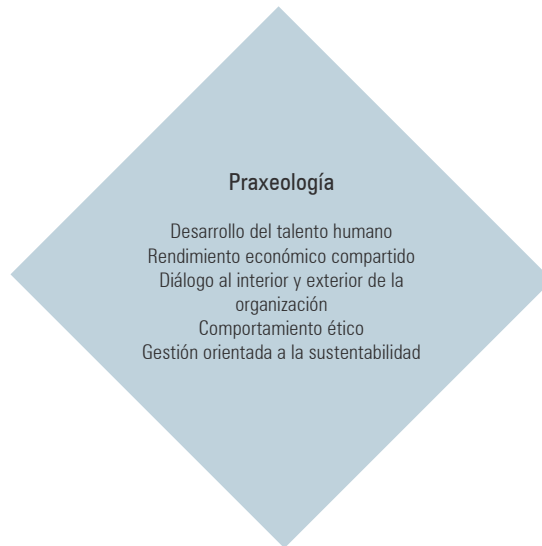 Praxeología
Desarrollo del talento humano
Rendimiento económico compartido
Diálogo al interior y exterior de la
organización
Comportamiento ético
Gestión orientada a la sustentabilidad